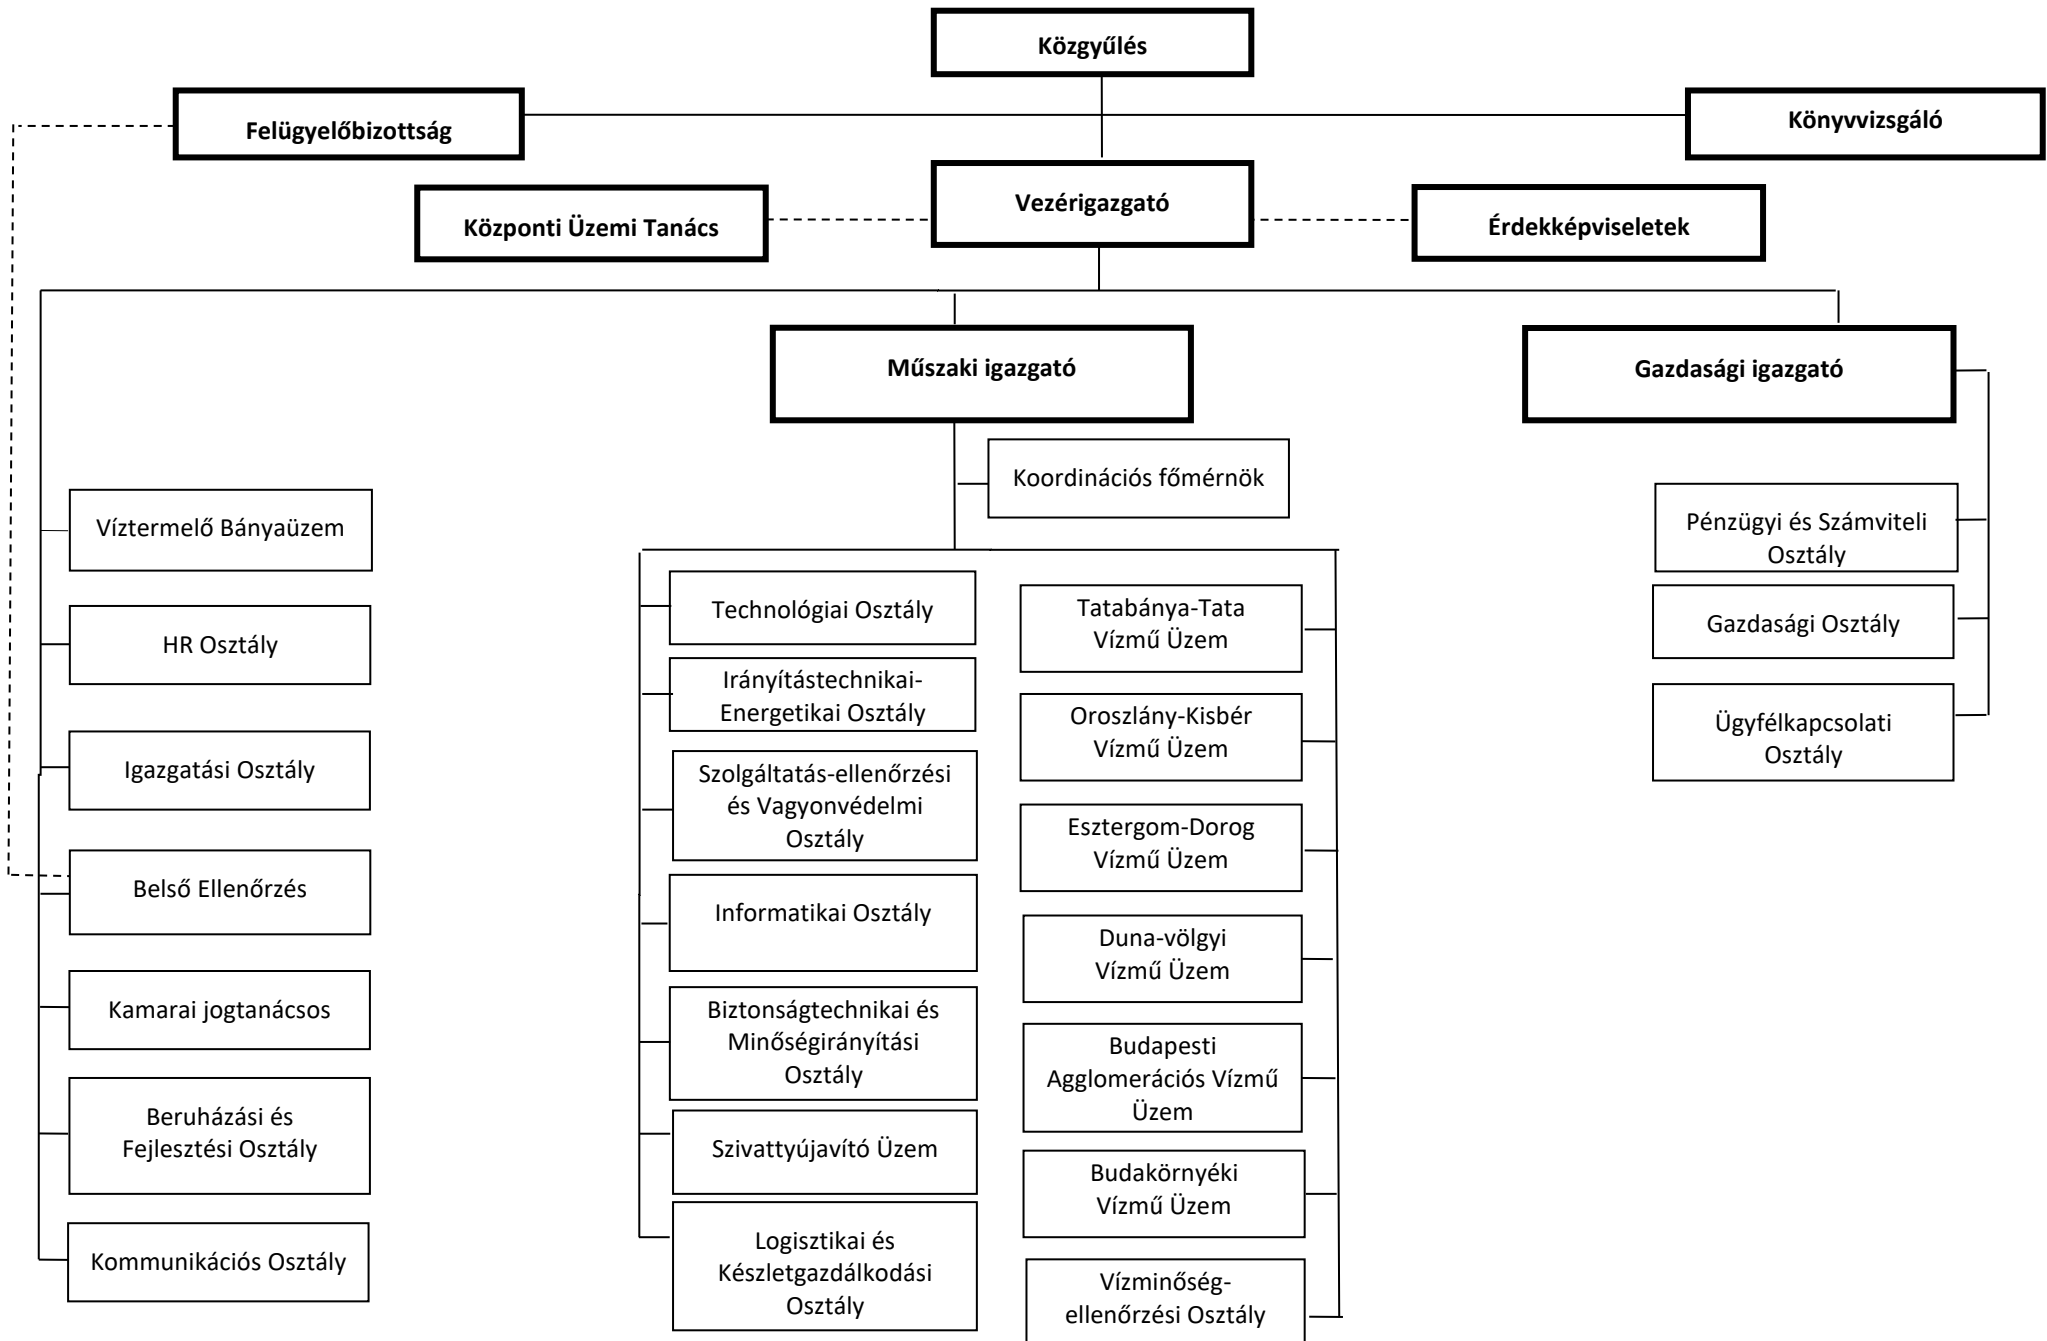 Közgyűlés
Felügyelőbizottság
Könyvvizsgáló
Vezérigazgató
Központi Üzemi Tanács
Érdekképviseletek
Műszaki igazgató
Gazdasági igazgató
Koordinációs főmérnök
Víztermelő Bányaüzem
HR Osztály
Igazgatási Osztály
Belső Ellenőrzés
Kamarai jogtanácsos
Beruházási és
Fejlesztési Osztály
Kommunikációs Osztály
Technológiai Osztály
Irányítástechnikai-
Energetikai Osztály
Szolgáltatás-ellenőrzési
és Vagyonvédelmi
Osztály
Informatikai Osztály
Biztonságtechnikai és
Minőségirányítási
Osztály
Szivattyújavító Üzem
Logisztikai és
Készletgazdálkodási
Osztály
Tatabánya-Tata
Vízmű Üzem
Oroszlány-Kisbér
Vízmű Üzem
Esztergom-Dorog
Vízmű Üzem
Duna-völgyi
Vízmű Üzem
Budapesti
Agglomerációs Vízmű
Üzem
Budakörnyéki
Vízmű Üzem
Vízminőség-
ellenőrzési Osztály
Pénzügyi és Számviteli
Osztály
Gazdasági Osztály
Ügyfélkapcsolati
Osztály